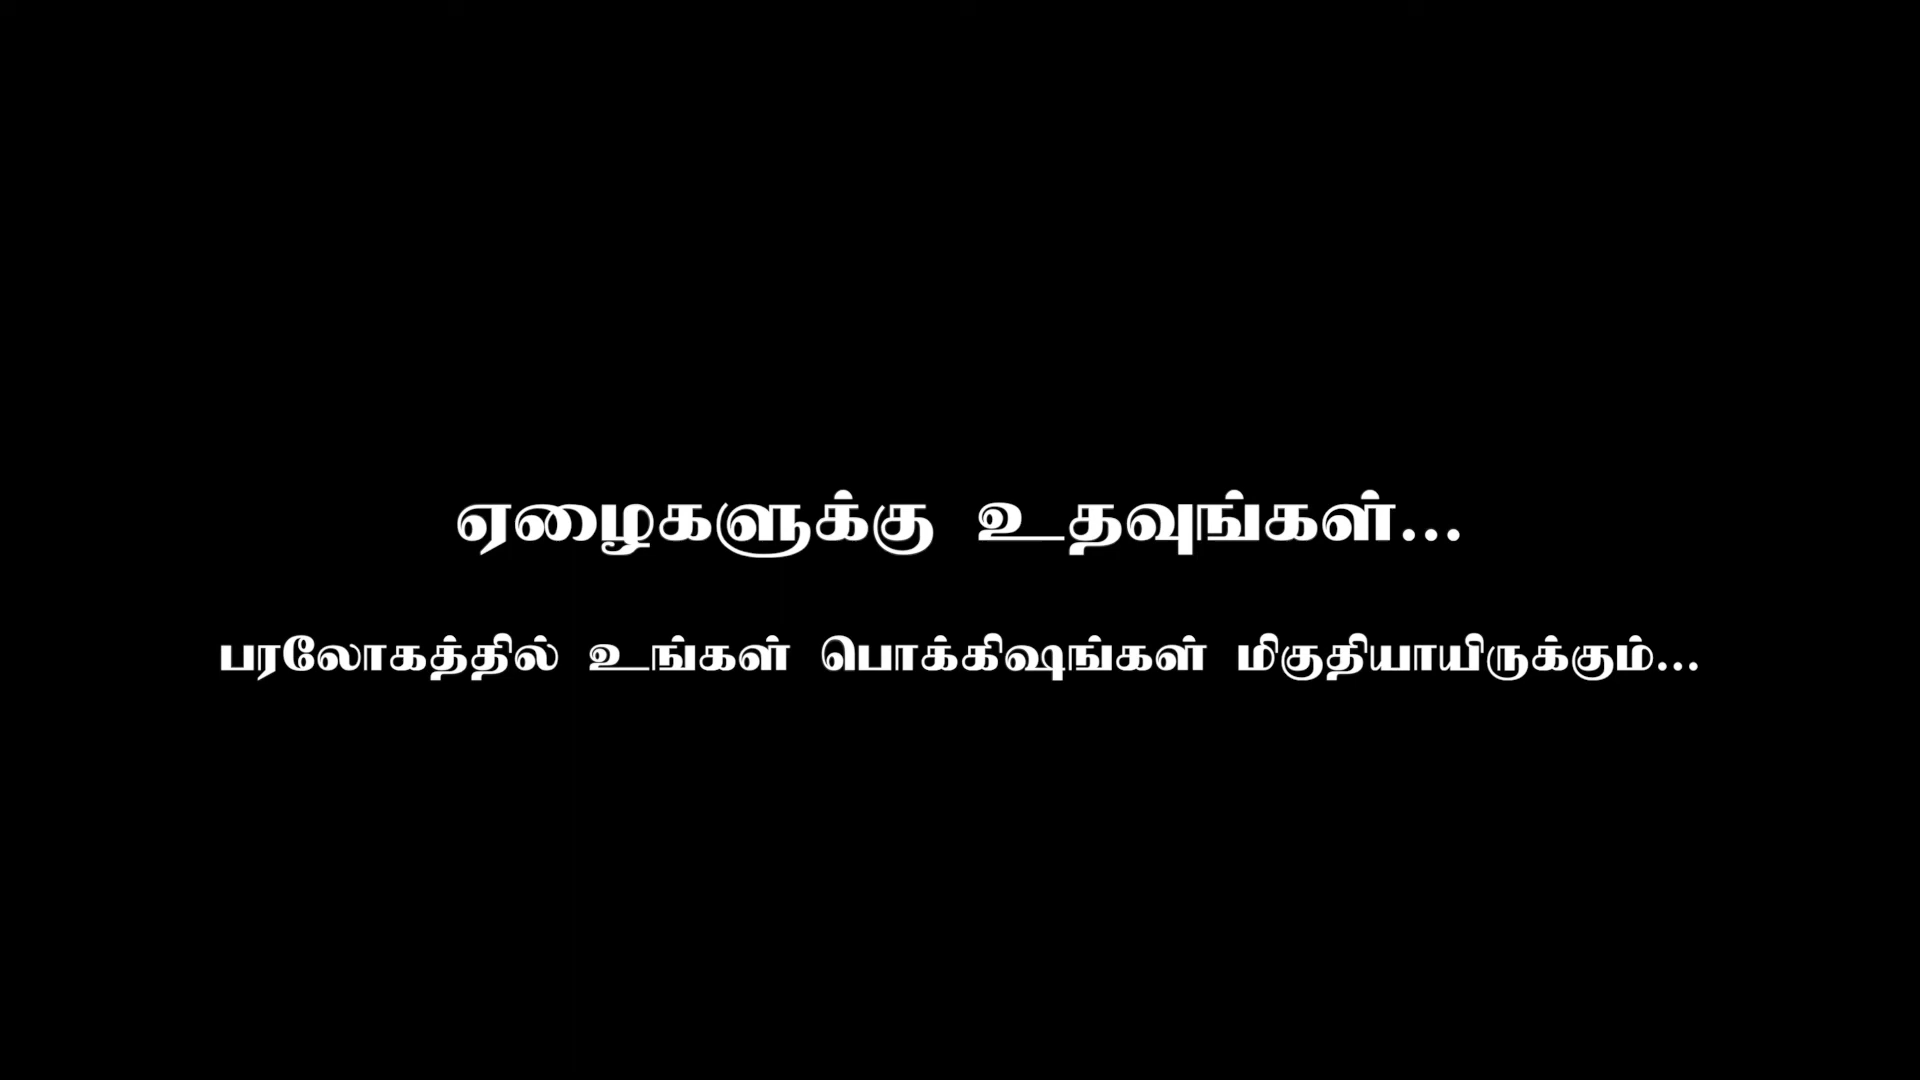 ஏழைகளுக்கு உதவுங்கள்...
பரலோகத்தில் உங்கள் பொக்கிஷங்கள் மிகுதியாயிருக்கும்...